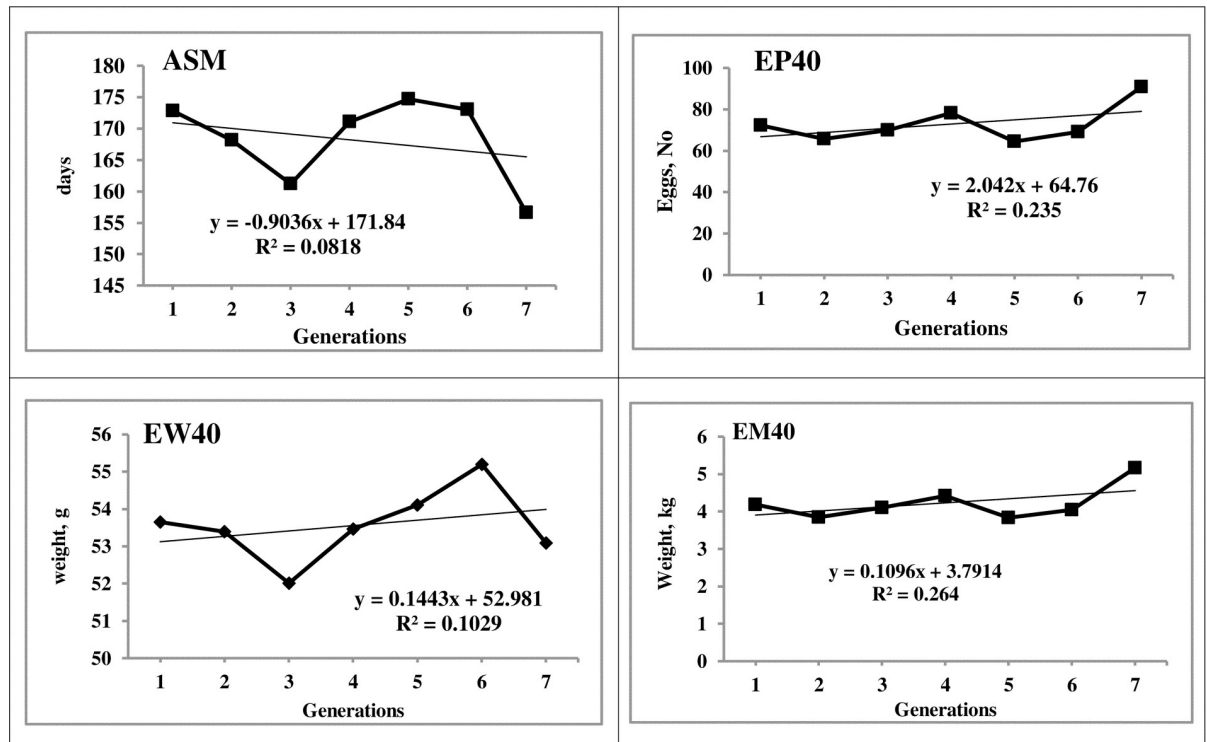 ASM
180
175
170
165
160
155
150
145
days
y = -0.9036x + 171.84
R² = 0.0818
1 2 3 4 5 6 7
Generations
EP40
100
80
60
40
20
0
Eggs, No
y = 2.042x + 64.76
R² = 0.235
1 2 3 4 5 6 7
Generations
EW40
56
55
54
53
52
51
50
weight, g
y = 0.1443x + 52.981
R² = 0.1029
1 2 3 4 5 6 7
Generations
EM40
6
5
4
3
2
1
0
Weight, kg
y = 0.1096x + 3.7914
R² = 0.264
1 2 3 4 5 6 7
Generations